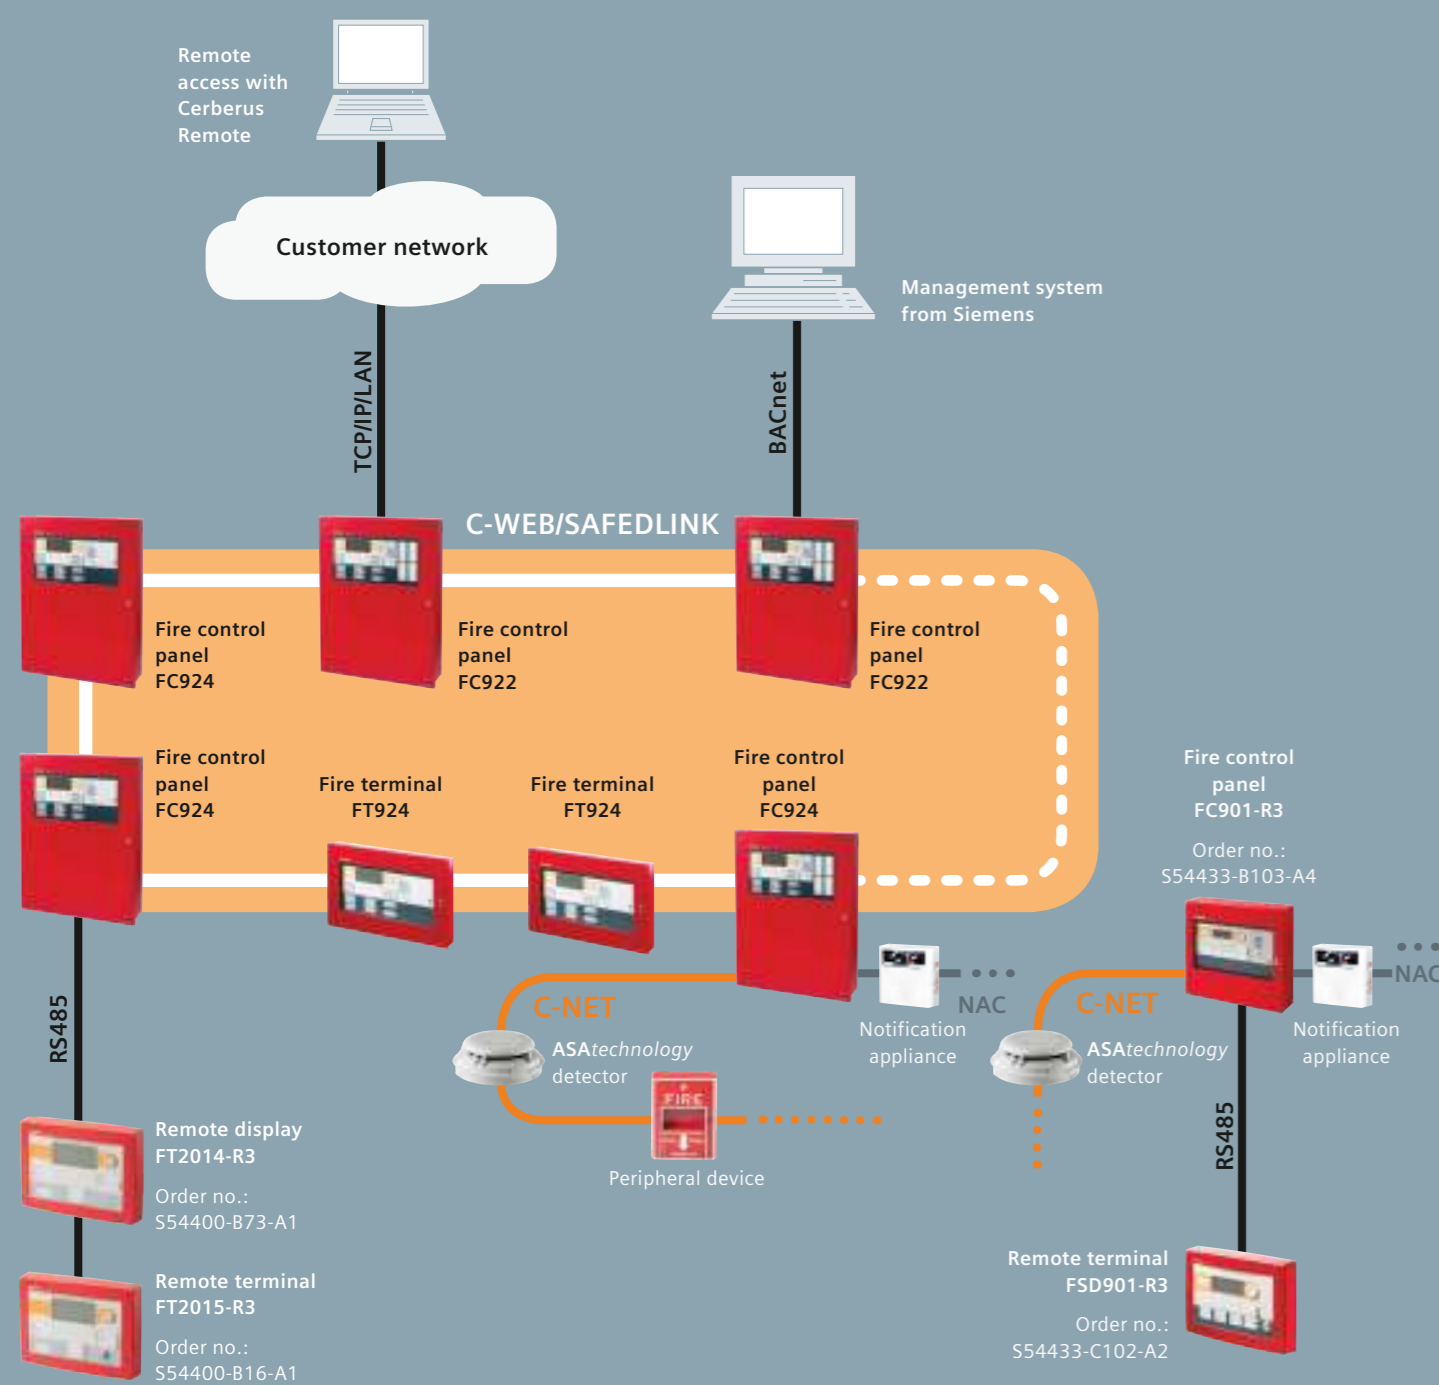 Remote
access with
Cerberus
Remote
Customer network
Management system
from Siemens
TCP/IP/LAN
BACnet
C-WEB/SAFEDLINK
Fire control
panel
FC924
Fire control
panel
FC922
Fire control
panel
FC922
Fire control
panel
FC924
Fire terminal
FT924
Fire terminal
FT924
Fire control
panel
FC924
Fire control
panel
FC901-R3
Order no.:
S54433-B103-A4
RS485
C-NET
ASAtechnology
detector
FIRE
Peripheral device
NAC
Notification
appliance
C-NET
ASAtechnology
detector
NAC
Notification
appliance
RS485
Remote display
FT2014-R3
Order no.:
S54400-B73-A1
Remote terminal
FT2015-R3
Order no.:
S54400-B16-A1
Remote terminal
FSD901-R3
Order no.:
S54433-C102-A2